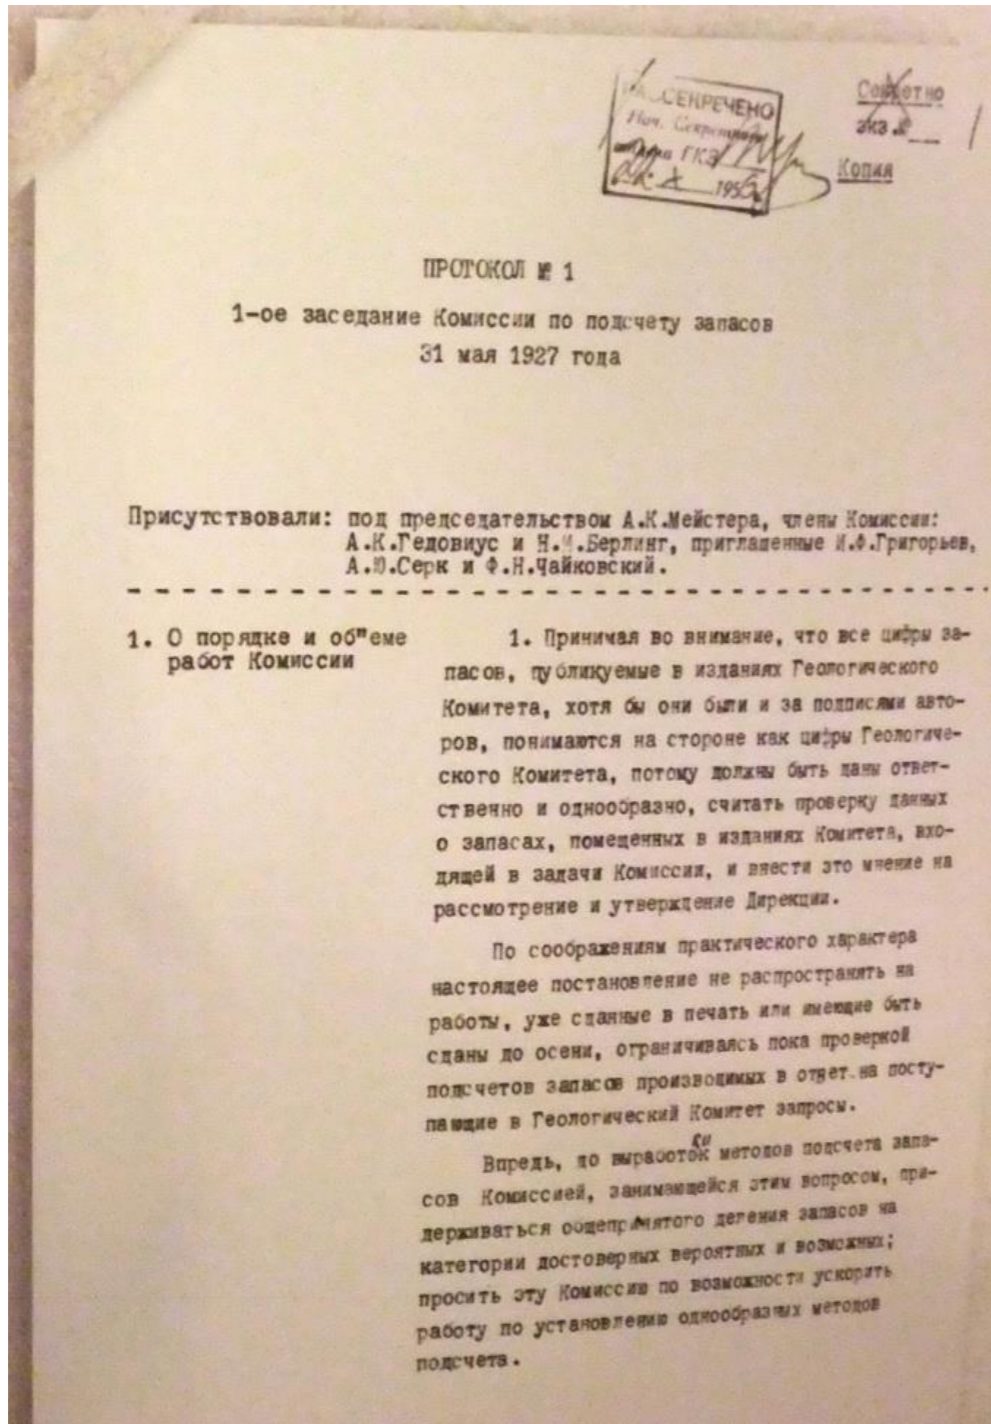 РАССЕКРЕЧЕНО
Нач. Секретного
отдела ГКЗ
X 195
Секретно
экз.№
Копия
ПРОТОКОЛ № 1
1-ое заседание Комиссии по подсчету запасов
31 мая 1927 года
Присутствовали: под председательством А.К.Мейстера, члены Комиссии:
А.К.Гедовиус и Н. .Берлинг, приглашенные И.Ф.Григорьев,
А.Ю.Серк и Ф.Н.Чайковский.
1. О порядке и об"еме
работ Комиссии
1. Принимая во внимание, что все цифры за-
пасов, публикуемые в изданиях Геологического
Комитета, хотя бы они были и за подписями авто-
ров, понимаются на стороне как цифры Геологиче-
ского Комитета, потому должны быть даны ответ-
ственно и однообразно, считать проверку данных
о запасах, помещенных в изданиях Комитета, вхо-
дящей в задачи Комиссии, и внести это мнение на
рассмотрение и утверждение Дирекции.
По соображениям практического характера
настоящее постановление не распространять на
работы, уже сданные в печать или имеющие быть
сданы до осени, ограничиваясь пока проверкой
подсчетов запасов производимых в ответ на посту-
пающие в Геологический Комитет запросы.
Впредь, до выработки методов подсчета запа-
сов Комиссией, занимающейся этим вопросом, при-
держиваться общепринятого деления запасов на
категории достоверных вероятных и возможных;
просить эту Комиссию по возможности ускорить
работу по установлению однообразных методов
подсчета.